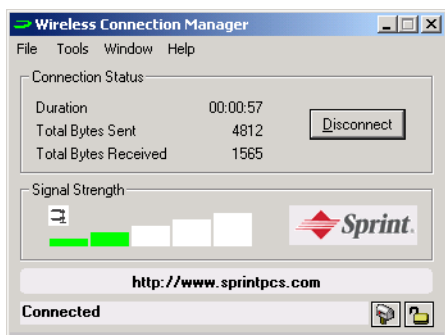 Wireless Connection Manager
File Tools Window Help
Connection Status
Duration 00:00:57
Total Bytes Sent 4812
Total Bytes Received 1565
Disconnect
Signal Strength
Sprint.
http://www.sprintpcs.com
Connected